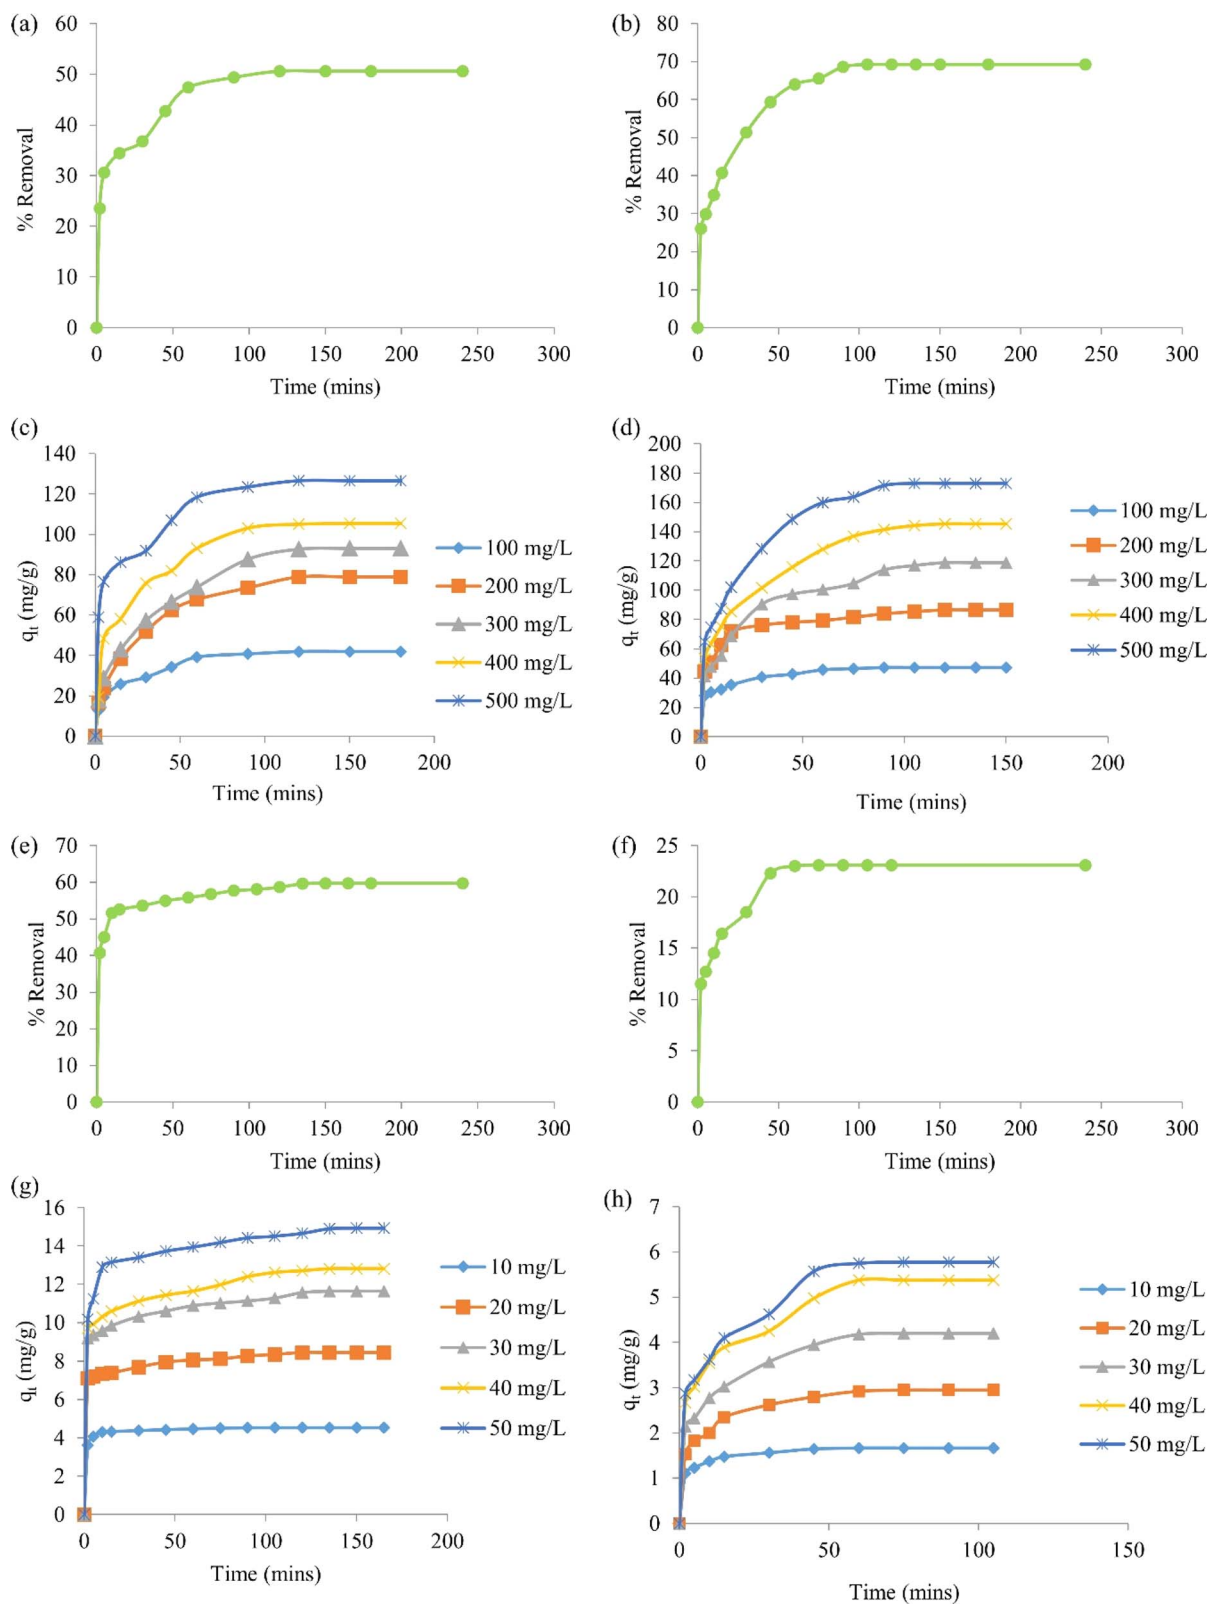 (a)
60
50
40
30
20
10
0
% Removal
0 50 100 150 200 250 300
Time (mins)
(b)
80
70
60
50
40
30
20
10
0
% Removal
0 50 100 150 200 250 300
Time (mins)
(c)
140
120
100
80
60
40
20
0
qt (mg/g)
0 50 100 150 200
Time (mins)
100 mg/L
200 mg/L
300 mg/L
400 mg/L
500 mg/L
(d)
200
180
160
140
120
100
80
60
40
20
0
qt (mg/g)
0 50 100 150 200
Time (mins)
100 mg/L
200 mg/L
300 mg/L
400 mg/L
500 mg/L
(e)
70
60
50
40
30
20
10
0
% Removal
0 50 100 150 200 250 300
Time (mins)
(f)
25
20
15
10
5
0
% Removal
0 50 100 150 200 250 300
Time (mins)
(g)
16
14
12
10
8
6
4
2
0
qt (mg/g)
0 50 100 150 200
Time (mins)
10 mg/L
20 mg/L
30 mg/L
40 mg/L
50 mg/L
(h)
7
6
5
4
3
2
1
0
qt (mg/g)
0 50 100 150
Time (mins)
10 mg/L
20 mg/L
30 mg/L
40 mg/L
50 mg/L